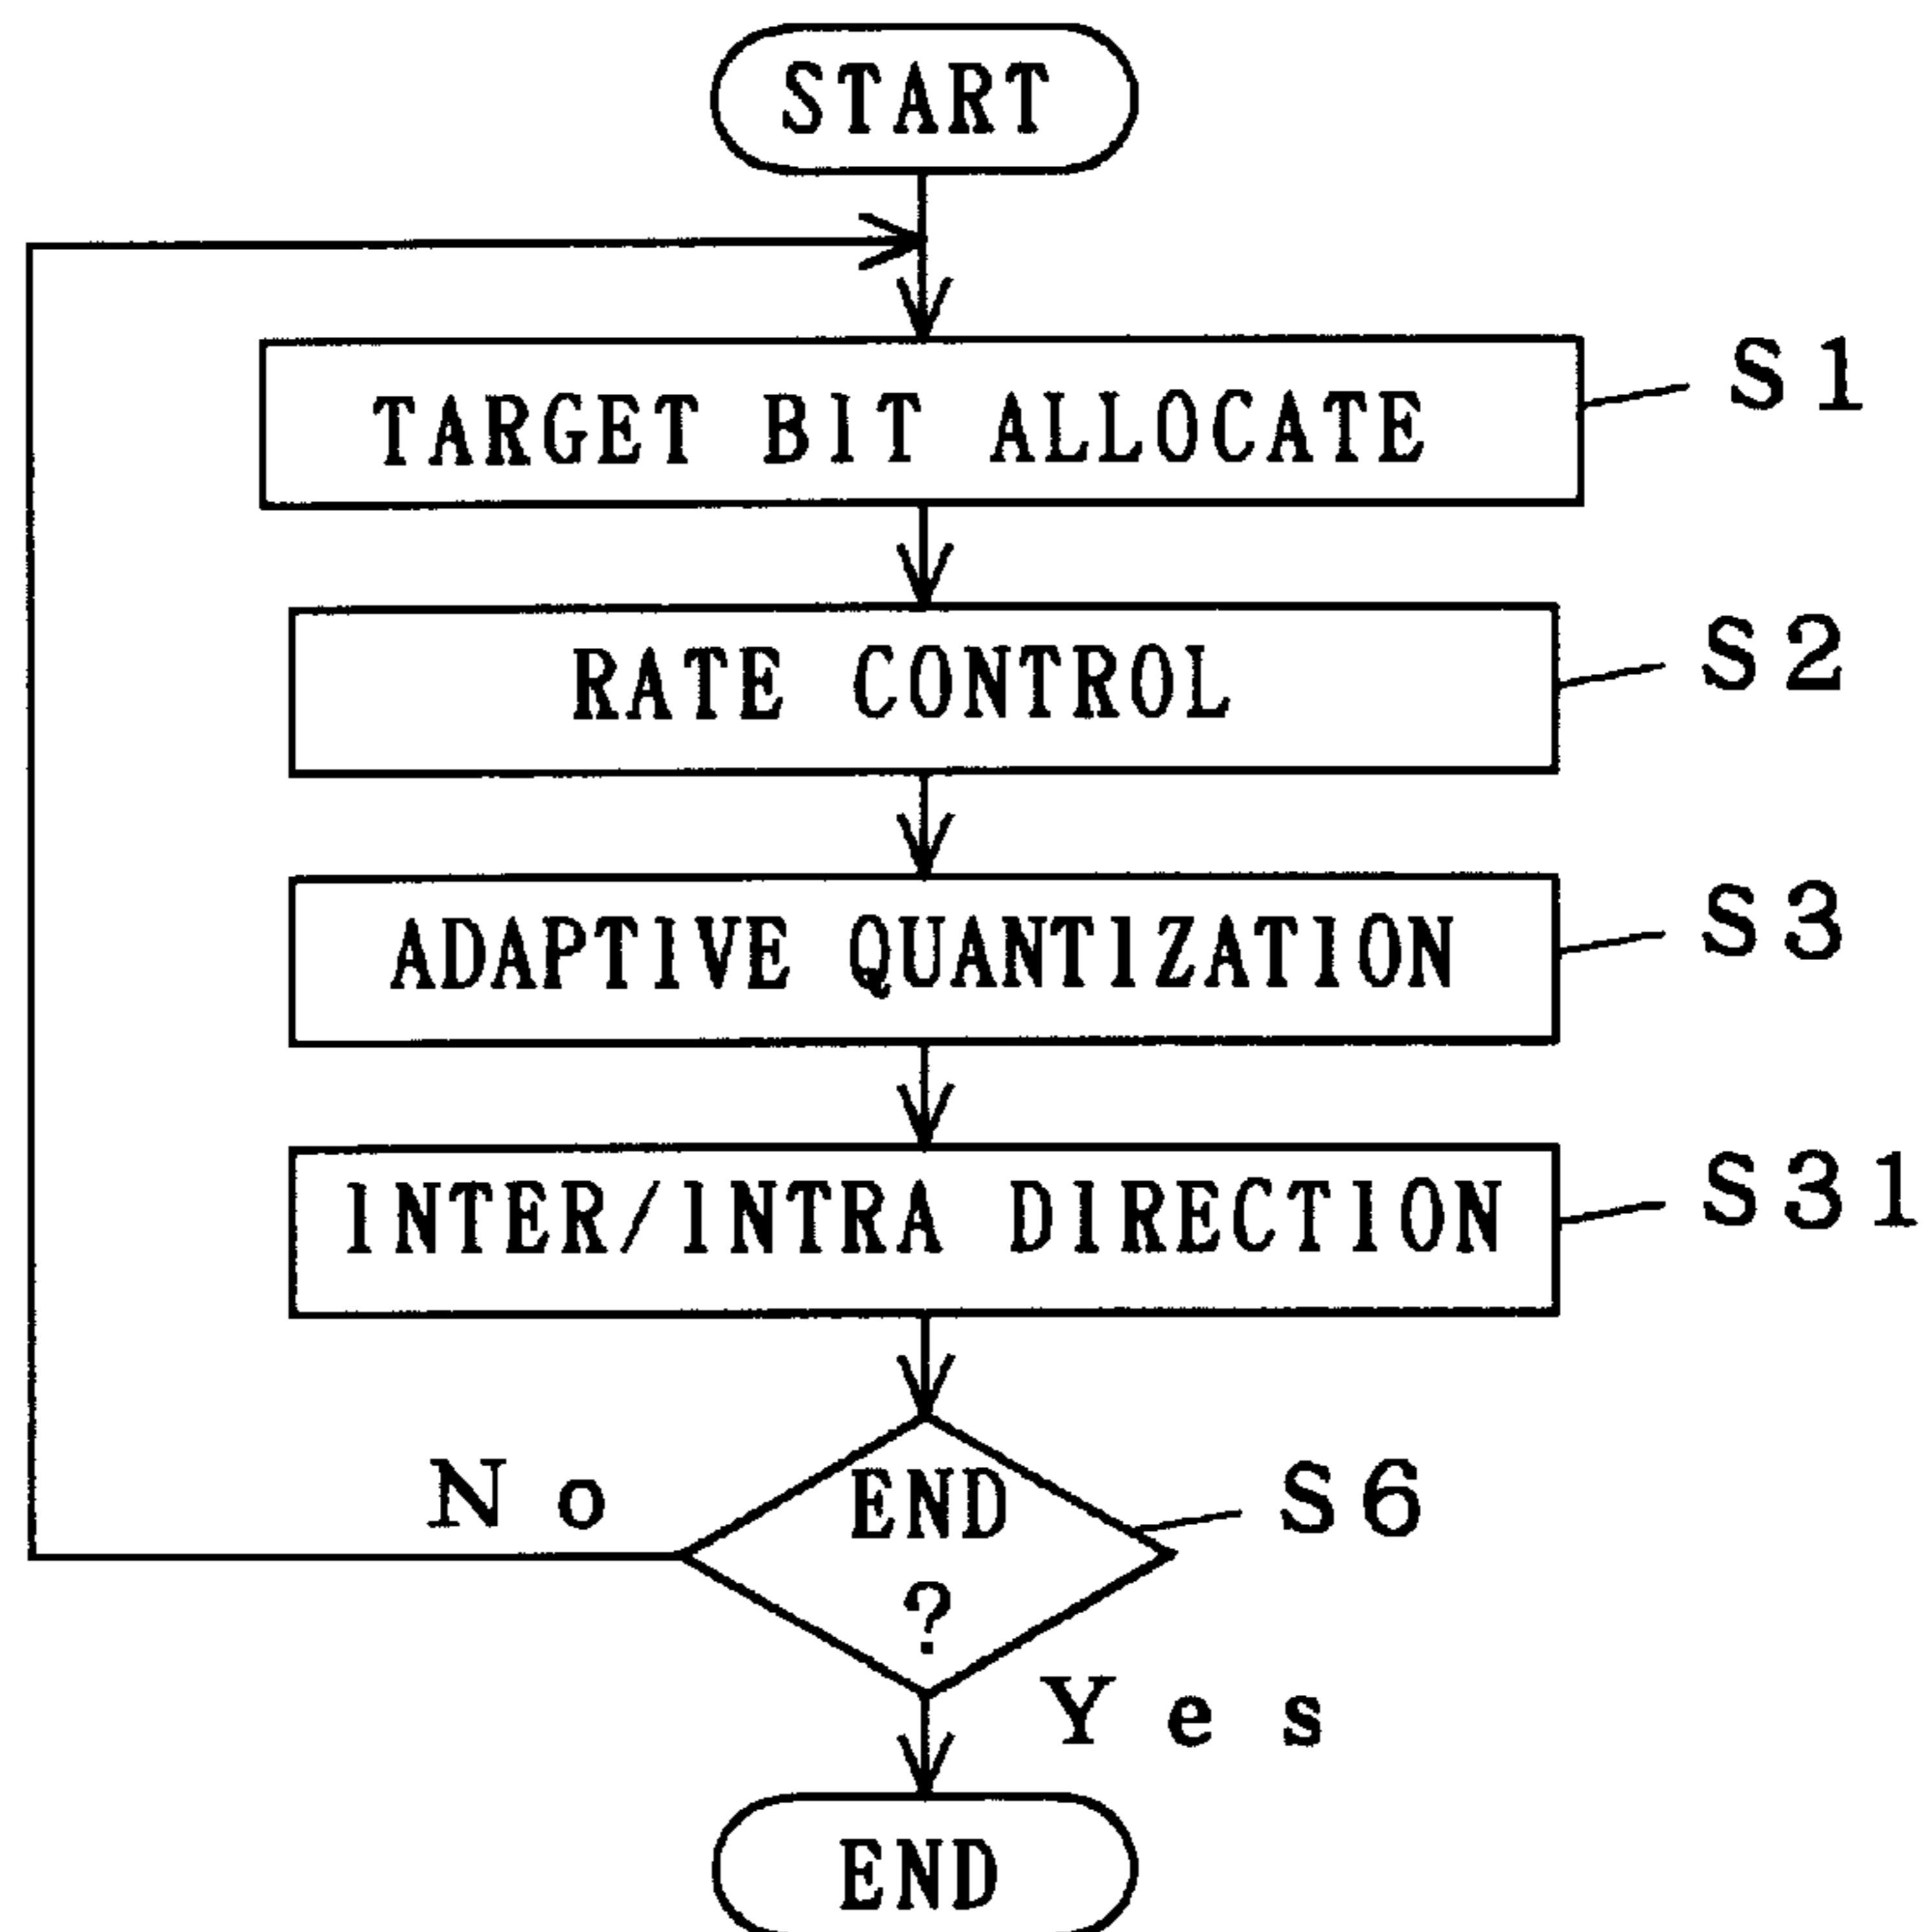 START
TARGET BIT ALLOCATE S1
RATE CONTROL S2
ADAPTIVE QUANTIZATION S3
INTER/INTRA DIRECTION S31
No
END
?
S6
Yes
END